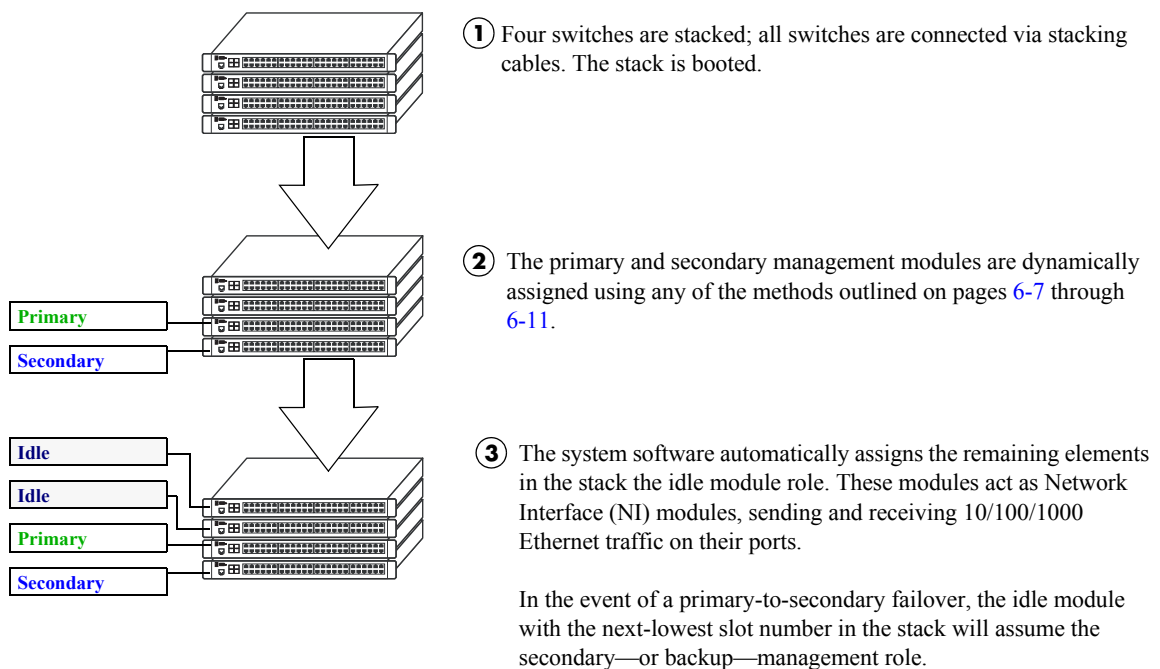 1 Four switches are stacked; all switches are connected via stacking
cables. The stack is booted.
2 The primary and secondary management modules are dynamically
assigned using any of the methods outlined on pages 6-7 through
6-11.
Primary
Secondary
Idle
Idle
Primary
Secondary
3 The system software automatically assigns the remaining elements
in the stack the idle module role. These modules act as Network
Interface (NI) modules, sending and receiving 10/100/1000
Ethernet traffic on their ports.
In the event of a primary-to-secondary failover, the idle module
with the next-lowest slot number in the stack will assume the
secondary—or backup—management role.